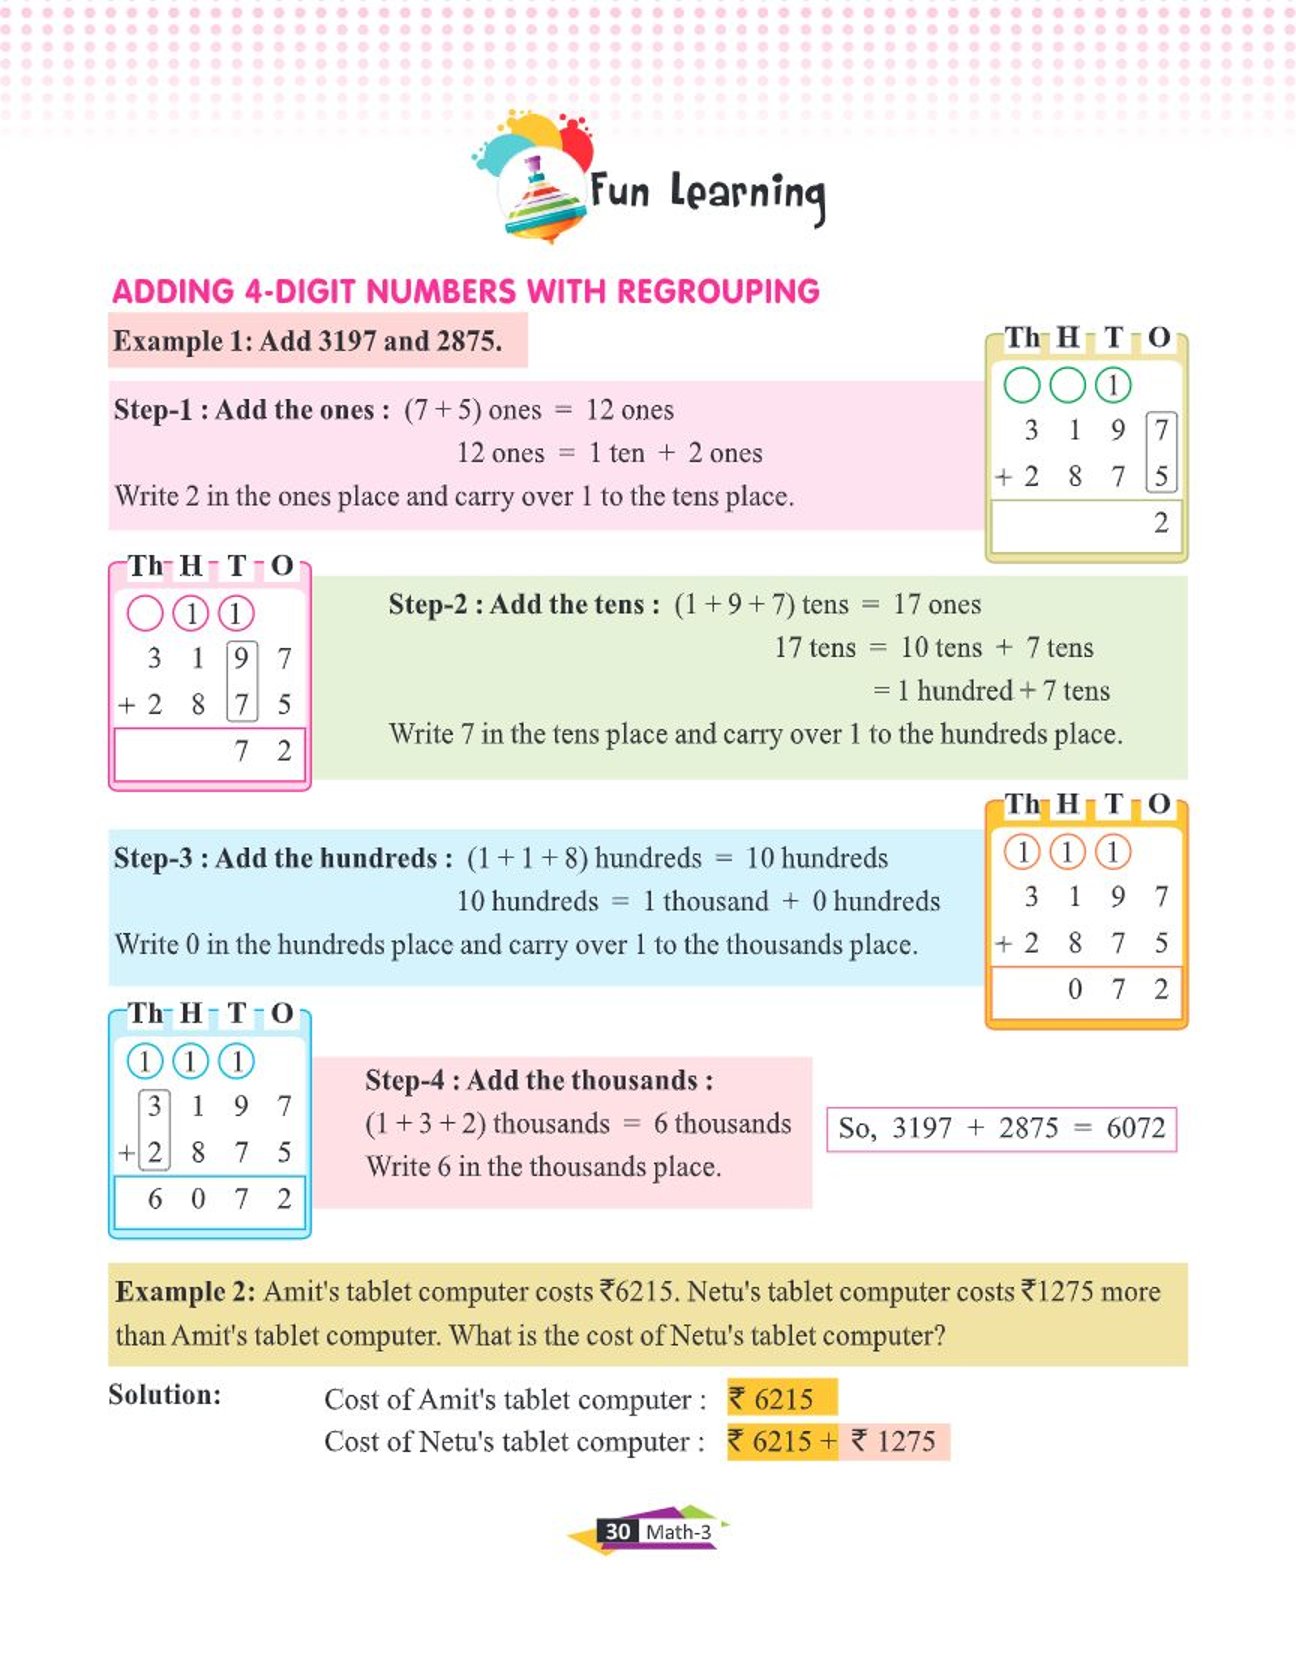 Fun Learning
ADDING 4-DIGIT NUMBERS WITH REGROUPING
Example 1: Add 3197 and 2875.
Step-1 : Add the ones : (7 + 5) ones = 12 ones
12 ones = 1 ten + 2 ones
Write 2 in the ones place and carry over 1 to the tens place.
Th H T O
1
3 1 9 7
+ 2 8 7 5
2
Th H T O
1 1
3 1 9 7
+ 2 8 7 5
7 2
Step-2 : Add the tens : (1 + 9 + 7) tens = 17 ones
17 tens = 10 tens + 7 tens
= 1 hundred + 7 tens
Write 7 in the tens place and carry over 1 to the hundreds place.
Step-3 : Add the hundreds : (1 + 1 + 8) hundreds = 10 hundreds
10 hundreds = 1 thousand + 0 hundreds
Write 0 in the hundreds place and carry over 1 to the thousands place.
Th H T O
1 1 1
3 1 9 7
+ 2 8 7 5
0 7 2
Th H T O
1 1 1
3 1 9 7
+ 2 8 7 5
6 0 7 2
Step-4 : Add the thousands :
(1 + 3 + 2) thousands = 6 thousands
Write 6 in the thousands place.
So, 3197 + 2875 = 6072
Example 2: Amit's tablet computer costs ₹6215. Netu's tablet computer costs ₹1275 more
than Amit's tablet computer. What is the cost of Netu's tablet computer?
Solution: Cost of Amit's tablet computer : ₹ 6215
Cost of Netu's tablet computer : ₹ 6215 + ₹ 1275
30 Math-3